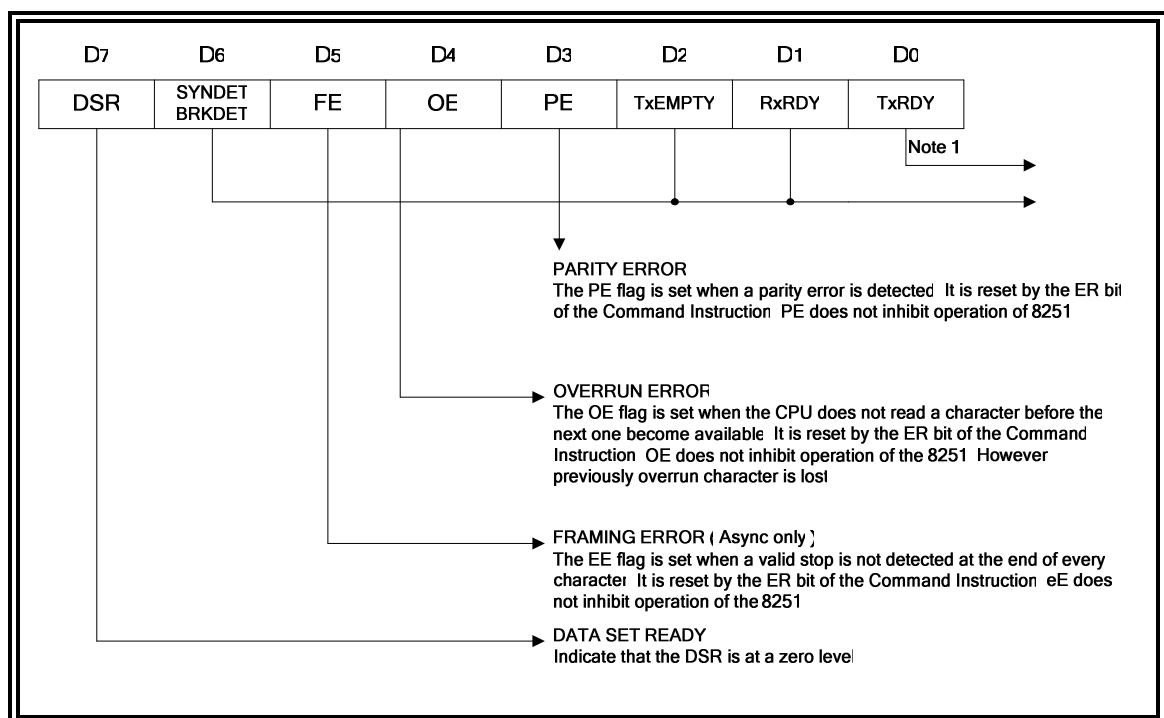 D7 D6 D5 D4 D3 D2 D1 D0
DSR SYNDET BRKDET FE OE PE TxEMPTY RxRDY TxRDY
Note 1
PARITY ERROR
The PE flag is set when a parity error is detected It is reset by the ER bit
of the Command Instruction PE does not inhibit operation of 8251
OVERRUN ERROR
The OE flag is set when the CPU does not read a character before the
next one become available It is reset by the ER bit of the Command
Instruction OE does not inhibit operation of the 8251 However
previously overrun character is lost
FRAMING ERROR ( Async only )
The EE flag is set when a valid stop is not detected at the end of every
character It is reset by the ER bit of the Command Instruction eE does
not inhibit operation of the 8251
DATA SET READY
Indicate that the DSR is at a zero level